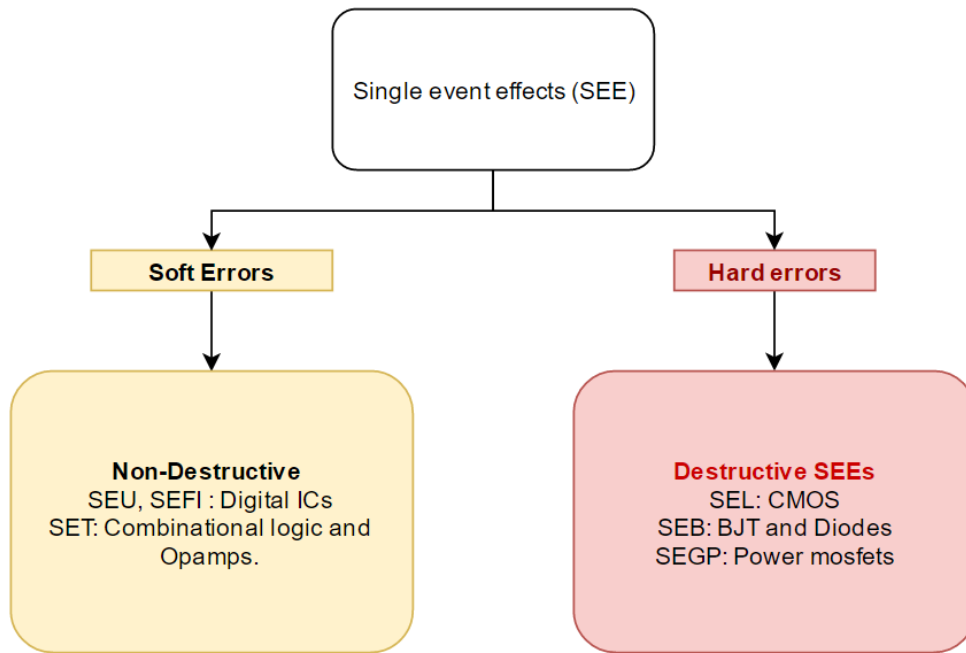 Single event effects (SEE)
Soft Errors
Hard errors
Non-Destructive
SEU, SEFI : Digital ICs
SET: Combinational logic and
Opamps.
Destructive SEEs
SEL: CMOS
SEB: BJT and Diodes
SEGP: Power mosfets